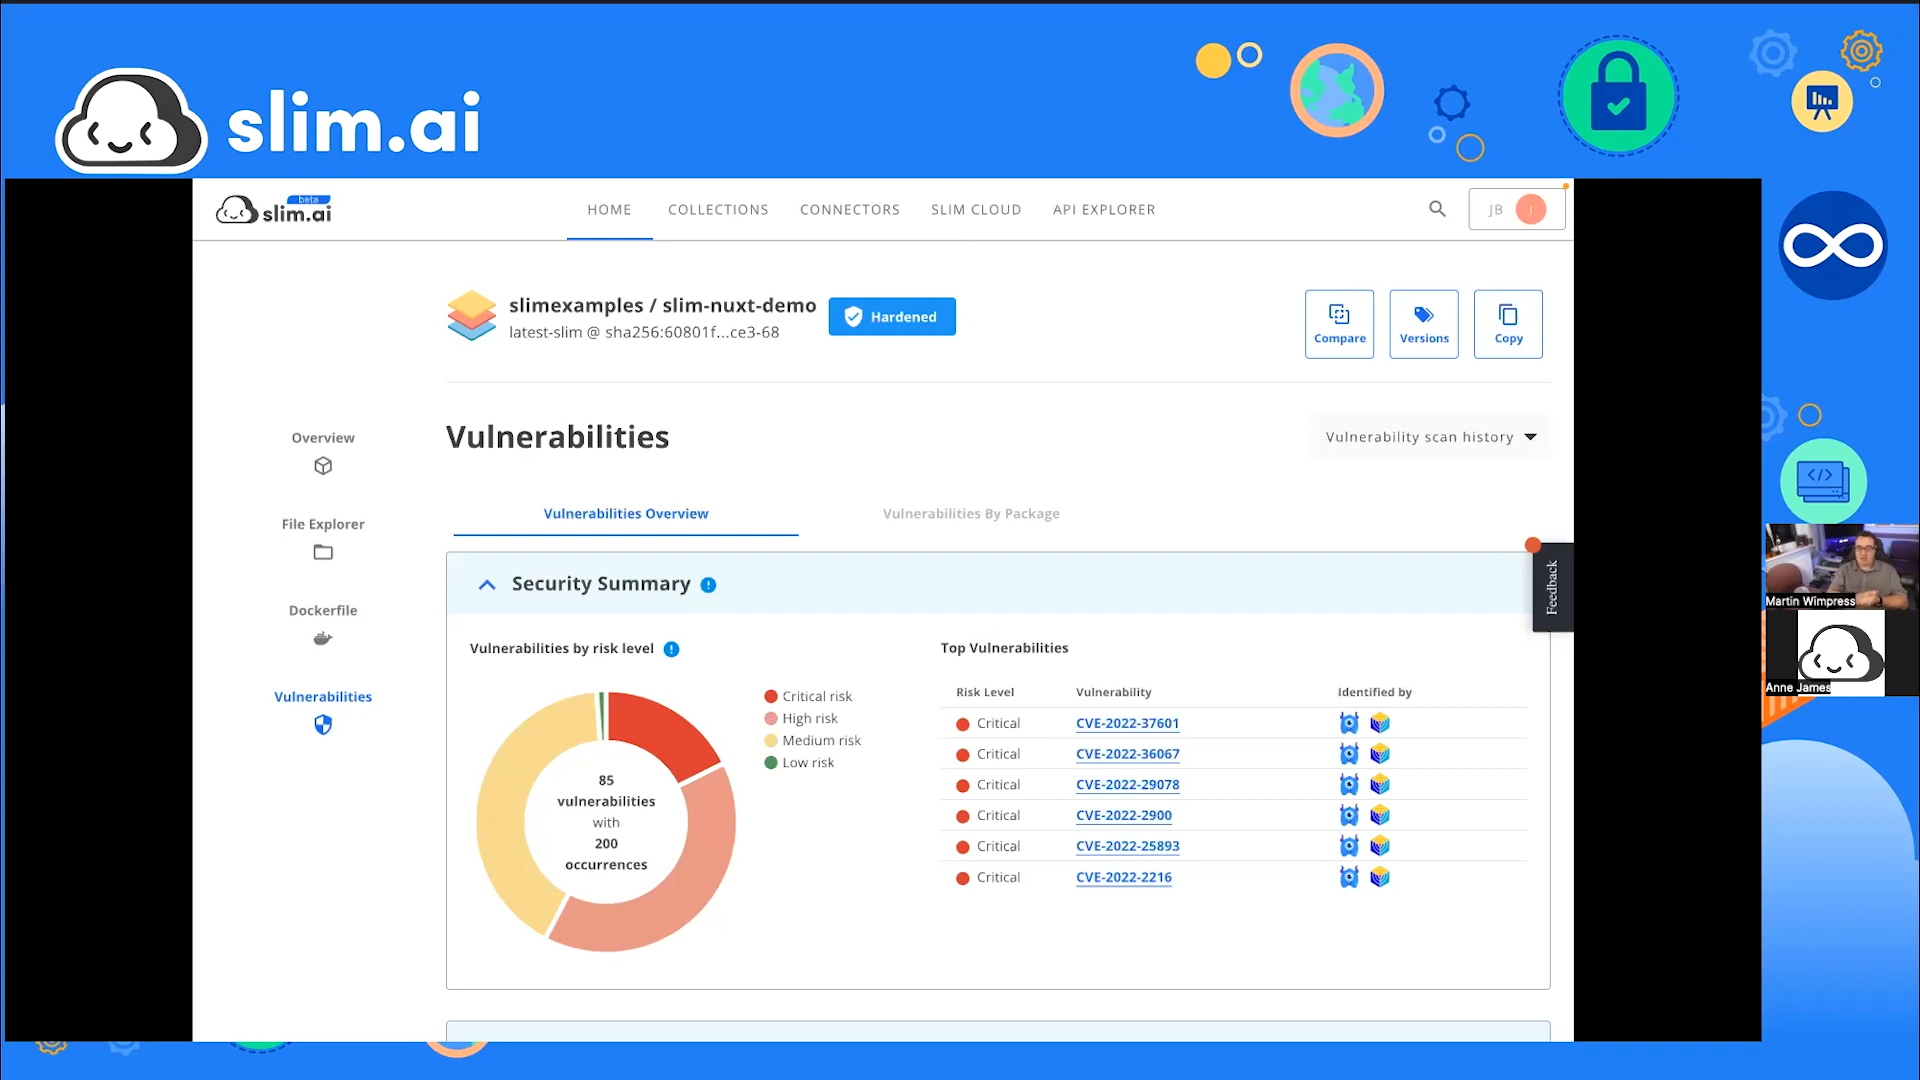 slim.ai
beta
slim.ai
HOME
COLLECTIONS
CONNECTORS
SLIM CLOUD
API EXPLORER
JB
J
slimexamples / slim-nuxt-demo
latest-slim @ sha256:60801f...ce3-68
Hardened
Compare
Versions
Copy
Overview
File Explorer
Dockerfile
Vulnerabilities
Vulnerabilities
Vulnerability scan history
Vulnerabilities Overview
Vulnerabilities By Package
Security Summary
Vulnerabilities by risk level
85
vulnerabilities
with
200
occurrences
Critical risk
High risk
Medium risk
Low risk
Top Vulnerabilities
Risk Level Vulnerability Identified by
Critical CVE-2022-37601
Critical CVE-2022-36067
Critical CVE-2022-29078
Critical CVE-2022-2900
Critical CVE-2022-25893
Critical CVE-2022-2216
Feedback
</>
Martin Wimpress
Anne James